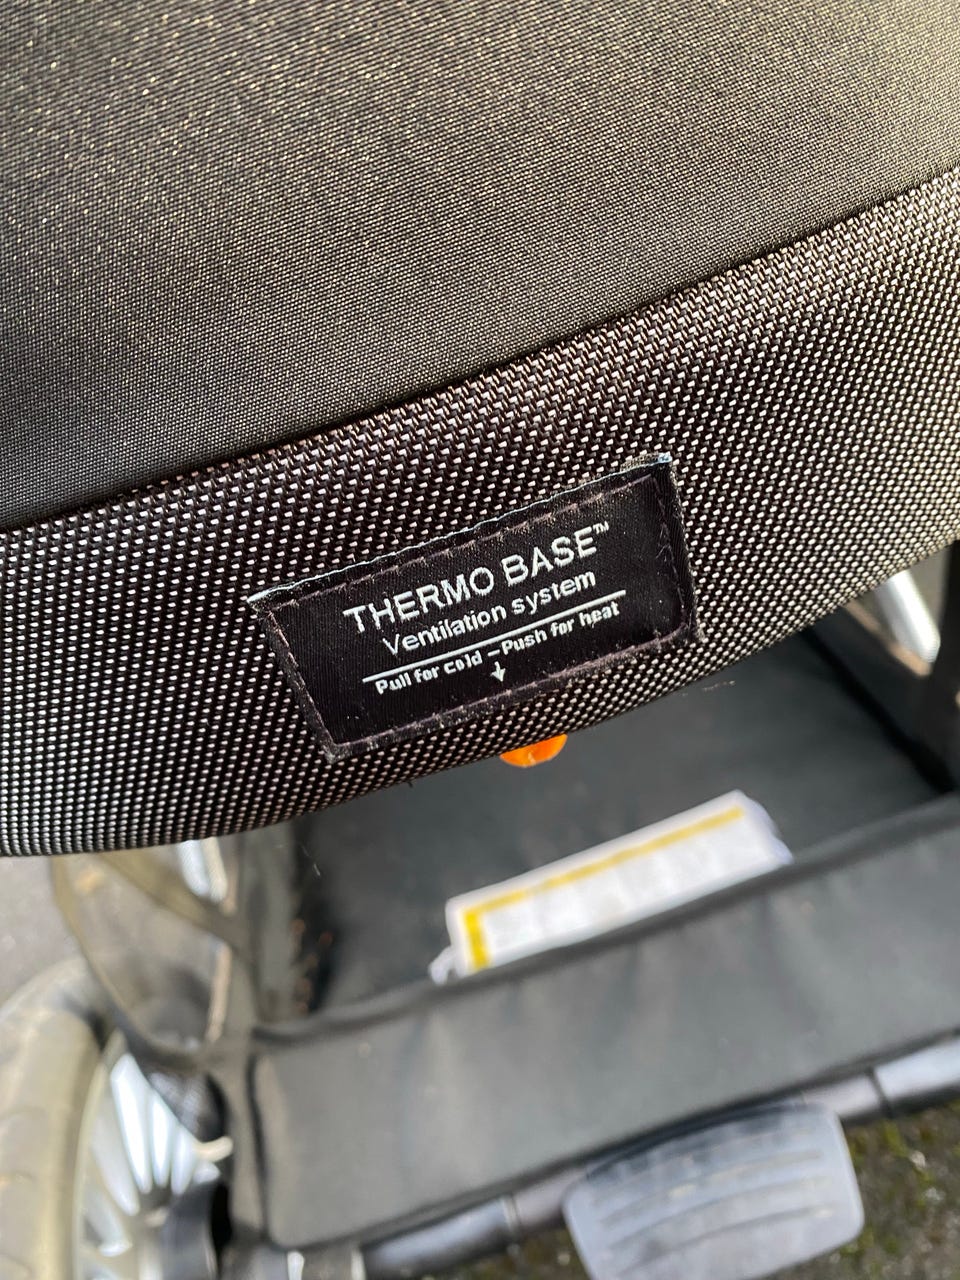 THERMO BASE™
Ventilation system
Pull for cold - Push for heat